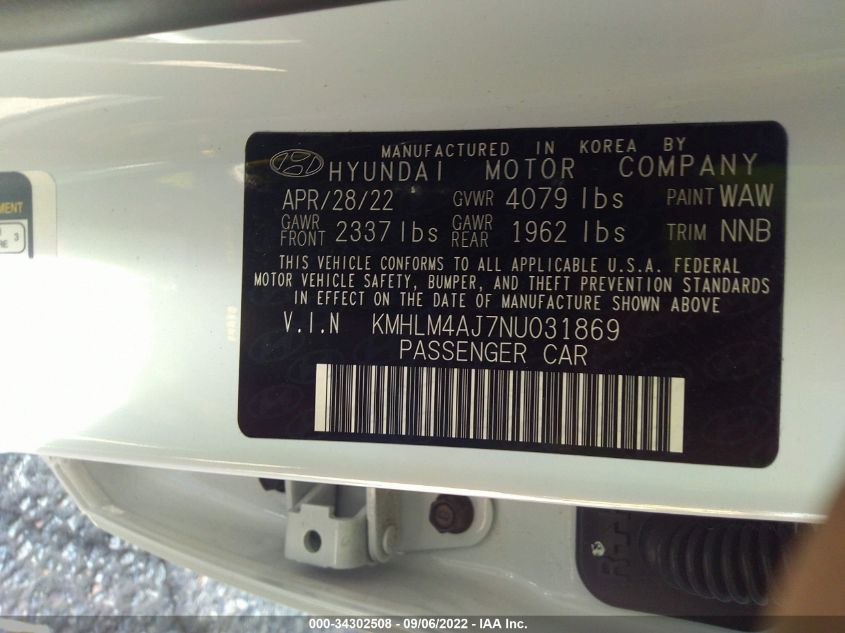 MANUFACTURED IN KOREA BY
HYUNDAI MOTOR COMPANY
APR/28/22 GVWR 4079 lbs PAINT WAW
GAWR FRONT 2337 lbs GAWR REAR 1962 lbs TRIM NNB
THIS VEHICLE CONFORMS TO ALL APPLICABLE U.S.A. FEDERAL
MOTOR VEHICLE SAFETY, BUMPER, AND THEFT PREVENTION STANDARDS
IN EFFECT ON THE DATE OF MANUFACTURE SHOWN ABOVE
V.I.N KMHLM4AJ7NU031869
PASSENGER CAR
3
000-34302508 - 09/06/2022 - IAA Inc.